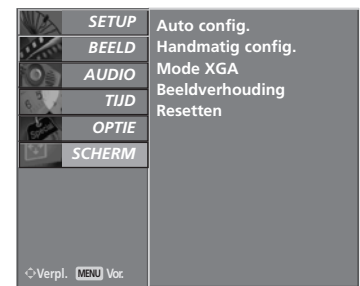 SETUP
BEELD
AUDIO
TIJD
OPTIE
SCHERM
Auto config.
Handmatig config.
Mode XGA
Beeldverhouding
Resetten
Verpl. MENU Vor.